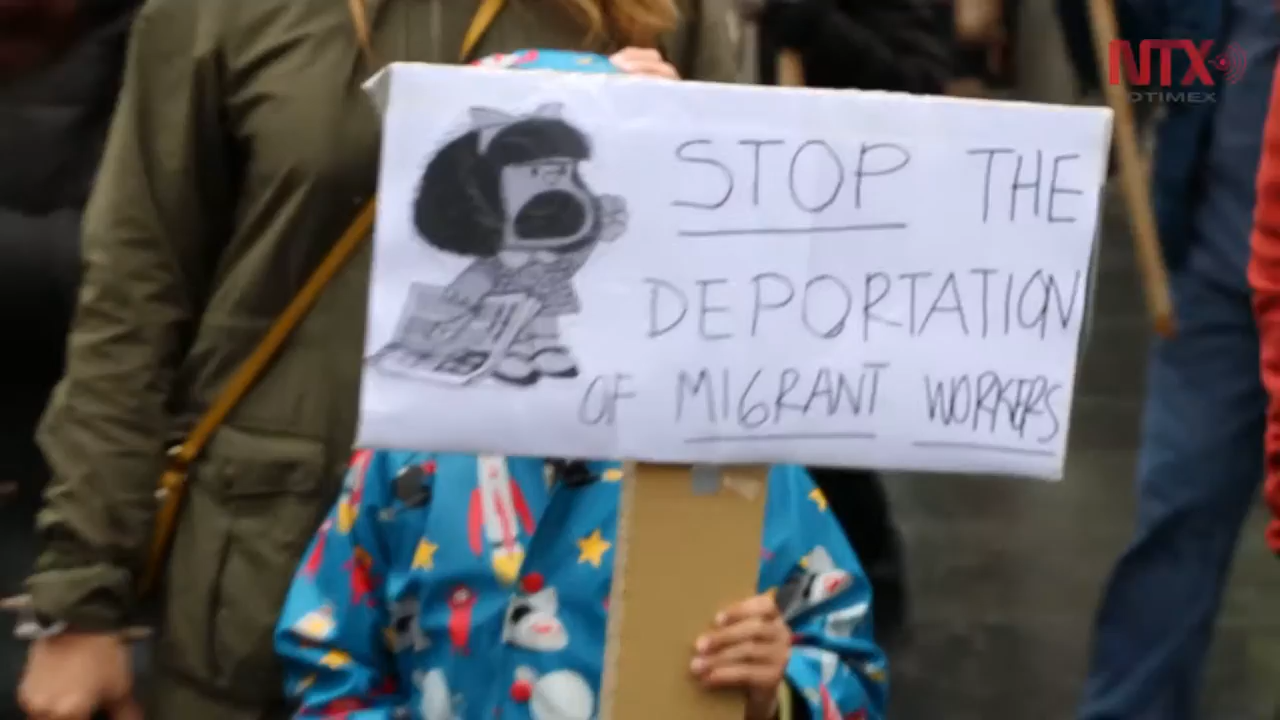 NTX
NOTIMEX
STOP THE
DEPORTATION
OF MIGRANT WORKERS